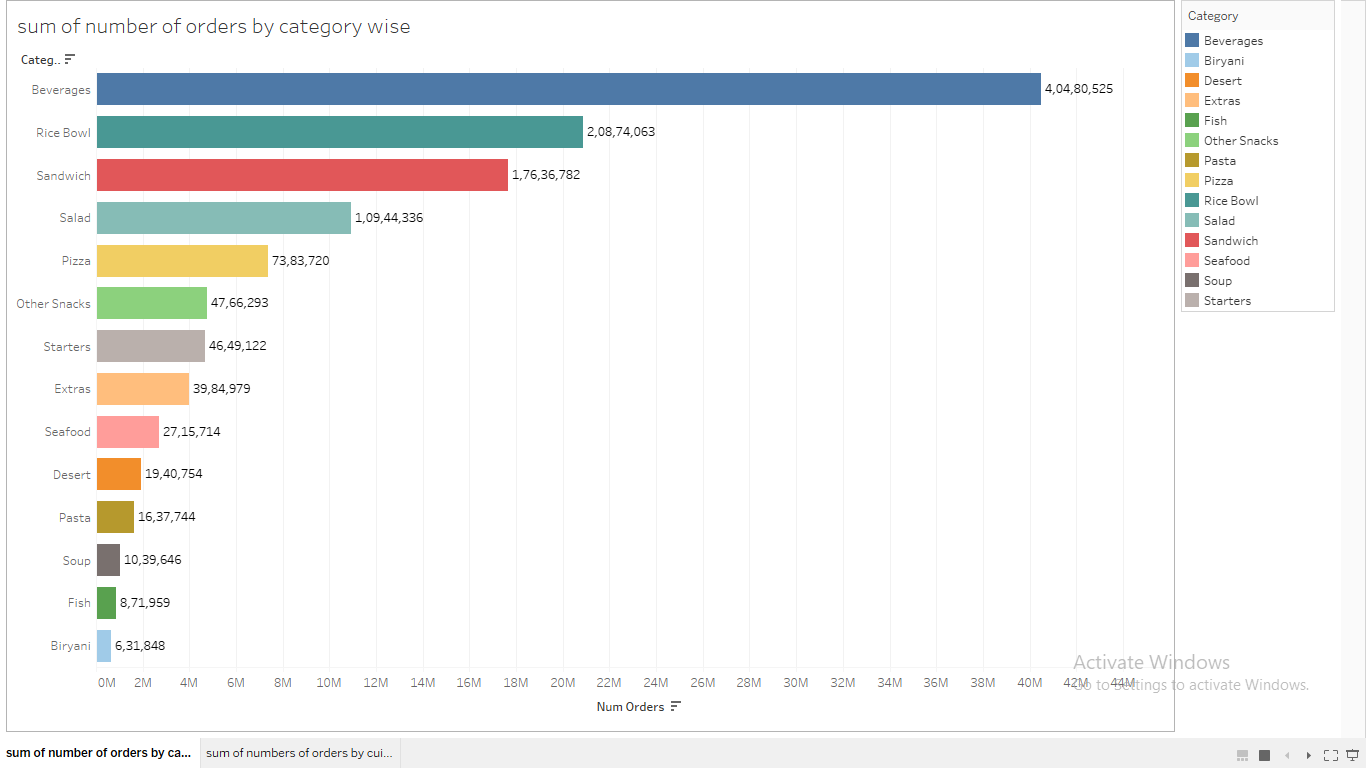 sum of number of orders by category wise
Categ..
Beverages 4,04,80,525
Rice Bowl 2,08,74,063
Sandwich 1,76,36,782
Salad 1,09,44,336
Pizza 73,83,720
Other Snacks 47,66,293
Starters 46,49,122
Extras 39,84,979
Seafood 27,15,714
Desert 19,40,754
Pasta 16,37,744
Soup 10,39,646
Fish 8,71,959
Biryani 6,31,848
0M 2M 4M 6M 8M 10M 12M 14M 16M 18M 20M 22M 24M 26M 28M 30M 32M 34M 36M 38M 40M 42M 44M
Num Orders
Category
Beverages
Biryani
Desert
Extras
Fish
Other Snacks
Pasta
Pizza
Rice Bowl
Salad
Sandwich
Seafood
Soup
Starters
Activate Windows
Go to Settings to activate Windows.
sum of number of orders by ca... sum of numbers of orders by cui...